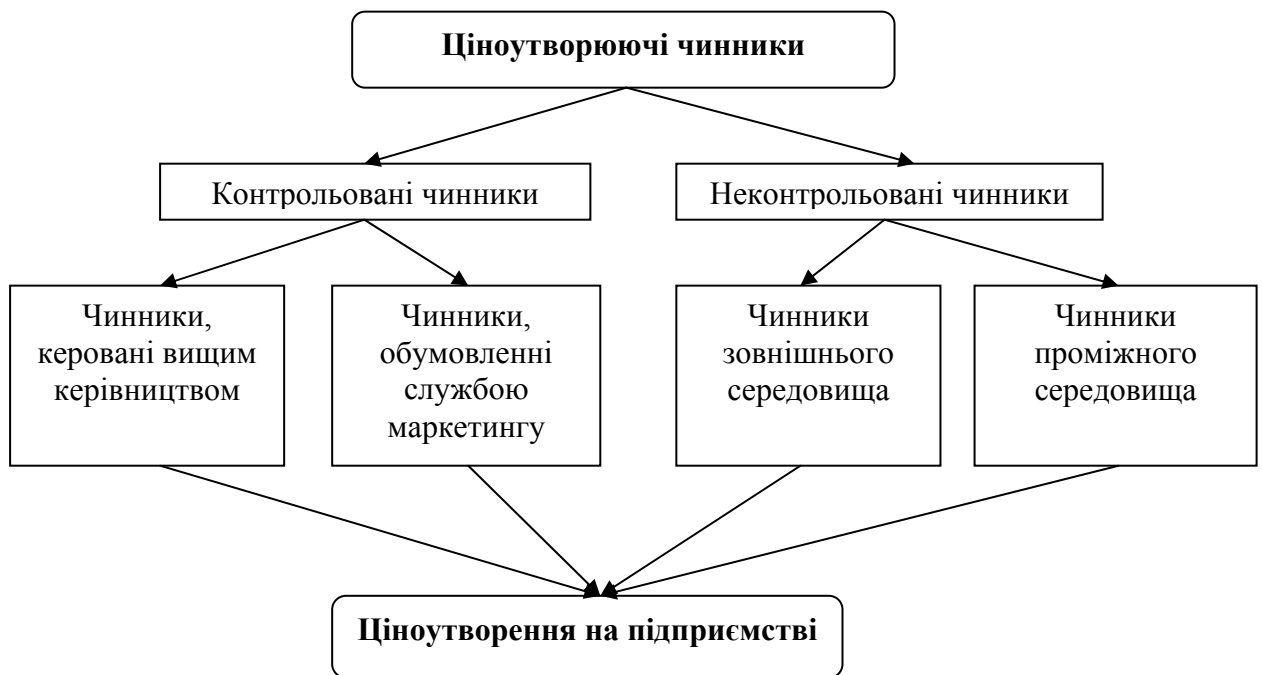 Ціноутворюючі чинники
Контрольовані чинники
Неконтрольовані чинники
Чинники,
керовані вищим
керівництвом
Чинники,
обумовленні
службою
маркетингу
Чинники
зовнішнього
середовища
Чинники
проміжного
середовища
Ціноутворення на підприємстві